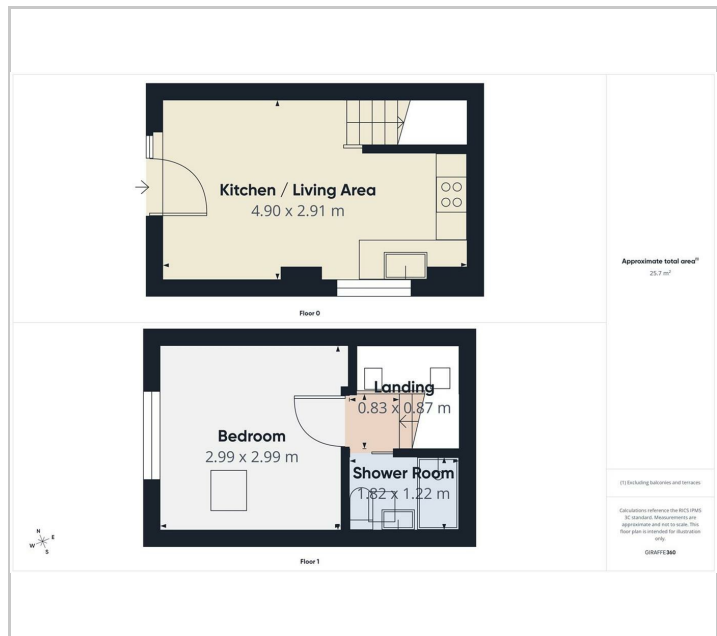 Kitchen / Living Area
4.90 x 2.91 m
Floor 0
Approximate total area(1)
25.7 m²
Landing
0.83 x 0.87 m
Bedroom
2.99 x 2.99 m
Shower Room
1.82 x 1.22 m
Floor 1
N
E
W
S
(1) Excluding balconies and terraces
Calculations reference the RICS IPMS
3C standard. Measurements are
approximate and not to scale. This
floor plan is intended for illustration
only.
GIRAFFE360